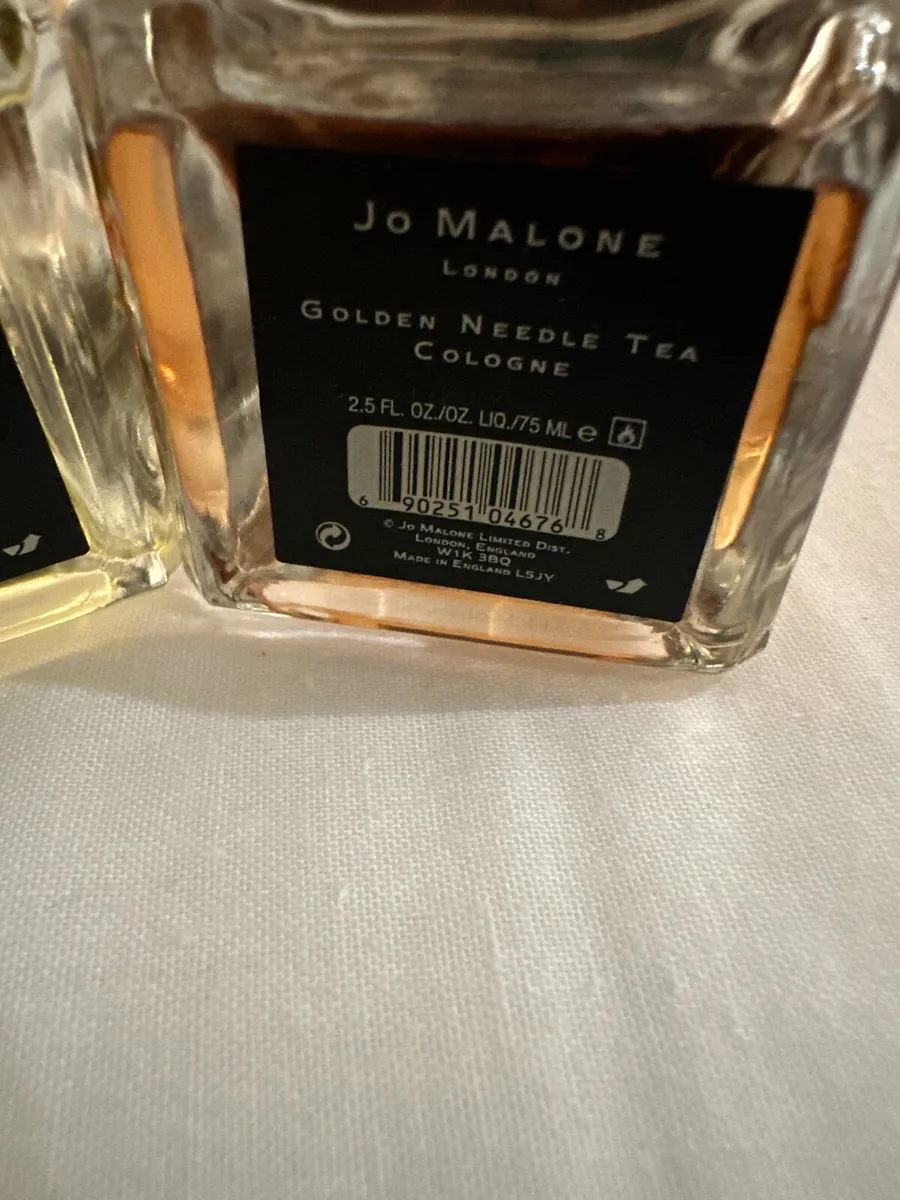 Jo Malone
London
Golden Needle Tea
Cologne
2.5 FL. OZ./OZ. LIQ./75 ML e
6 90251 04676 8
© Jo Malone Limited Dist.
London, England
W1K 3BQ
Made in England L5JY